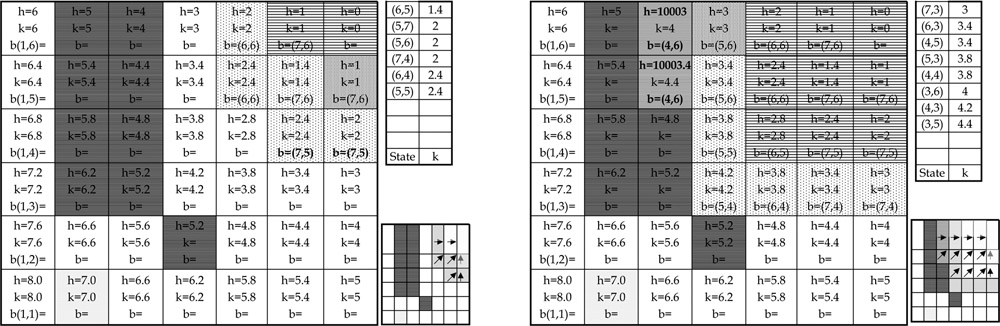 h=6 h=5 h=4 h=3 h=2 h=1 h=0
k=6 k=5 k=4 k=3 k=2 k=1 k=0
b(1,6)= b= b= b= b=(6,6) b=(7,6) b=
h=6.4 h=5.4 h=4.4 h=3.4 h=2.4 h=1.4 h=1
k=6.4 k=5.4 k=4.4 k=3.4 k=2.4 k=1.4 k=1
b(1,5)= b= b= b= b=(6,6) b=(7,6) b=(7,6)
h=6.8 h=5.8 h=4.8 h=3.8 h=2.8 h=2.4 h=2
k=6.8 k=5.8 k=4.8 k=3.8 k=2.8 k=2.4 k=2
b(1,4)= b= b= b= b= b=(7,5) b=(7,5)
h=7.2 h=6.2 h=5.2 h=4.2 h=3.8 h=3.4 h=3
k=7.2 k=6.2 k=5.2 k=4.2 k=3.8 k=3.4 k=3
b(1,3)= b= b= b= b= b= b=
h=7.6 h=6.6 h=5.6 h=5.2 h=4.8 h=4.4 h=4
k=7.6 k=6.6 k=5.6 k= k=4.8 k=4.4 k=4
b(1,2)= b= b= b= b= b= b=
h=8.0 h=7.0 h=6.6 h=6.2 h=5.8 h=5.4 h=5
k=8.0 k=7.0 k=6.6 k=6.2 k=5.8 k=5.4 k=5
b(1,1)= b= b= b= b= b= b=
(6,5) 1.4
(5,7) 2
(5,6) 2
(7,4) 2
(6,4) 2.4
(5,5) 2.4
State k
h=6 h=5 h=10003 h=3 h=2 h=1 h=0
k=6 k=5 k=4 k=3 k=2 k=1 k=0
b(1,6)= b= b=(4,6) b=(5,6) b=(6,6) b=(7,6) b=
h=6.4 h=5.4 h=10003.4 h=3.4 h=2.4 h=1.4 h=1
k=6.4 k=5.4 k=4.4 k=3.4 k=2.4 k=1.4 k=1
b(1,5)= b= b=(4,6) b=(5,6) b=(6,6) b=(7,6) b=(7,6)
h=6.8 h=5.8 h=4.8 h=3.4 h=2.8 h=2.4 h=2
k=6.8 k= k= k=3.4 k=2.8 k=2.4 k=2
b(1,4)= b= b= b=(5,5) b=(6,5) b=(7,5) b=(7,5)
h=7.2 h=6.2 h=5.2 h=4.2 h=3.8 h=3.4 h=3
k=7.2 k= k= k=4.2 k=3.8 k=3.4 k=3
b(1,3)= b= b= b=(5,4) b=(6,4) b=(7,4) b=(7,4)
h=7.6 h=6.6 h=5.6 h=5.2 h=4.8 h=4.4 h=4
k=7.6 k=6.6 k=5.6 k=5.2 k=4.8 k=4.4 k=4
b(1,2)= b= b= b= b= b= b=
h=8.0 h=7.0 h=6.6 h=6.2 h=5.8 h=5.4 h=5
k=8.0 k=7.0 k=6.6 k=6.2 k=5.8 k=5.4 k=5
b(1,1)= b= b= b= b= b= b=
(7,3) 3
(6,3) 3.4
(4,5) 3.4
(5,3) 3.8
(4,4) 3.8
(3,6) 4
(4,3) 4.2
(3,5) 4.4
State k